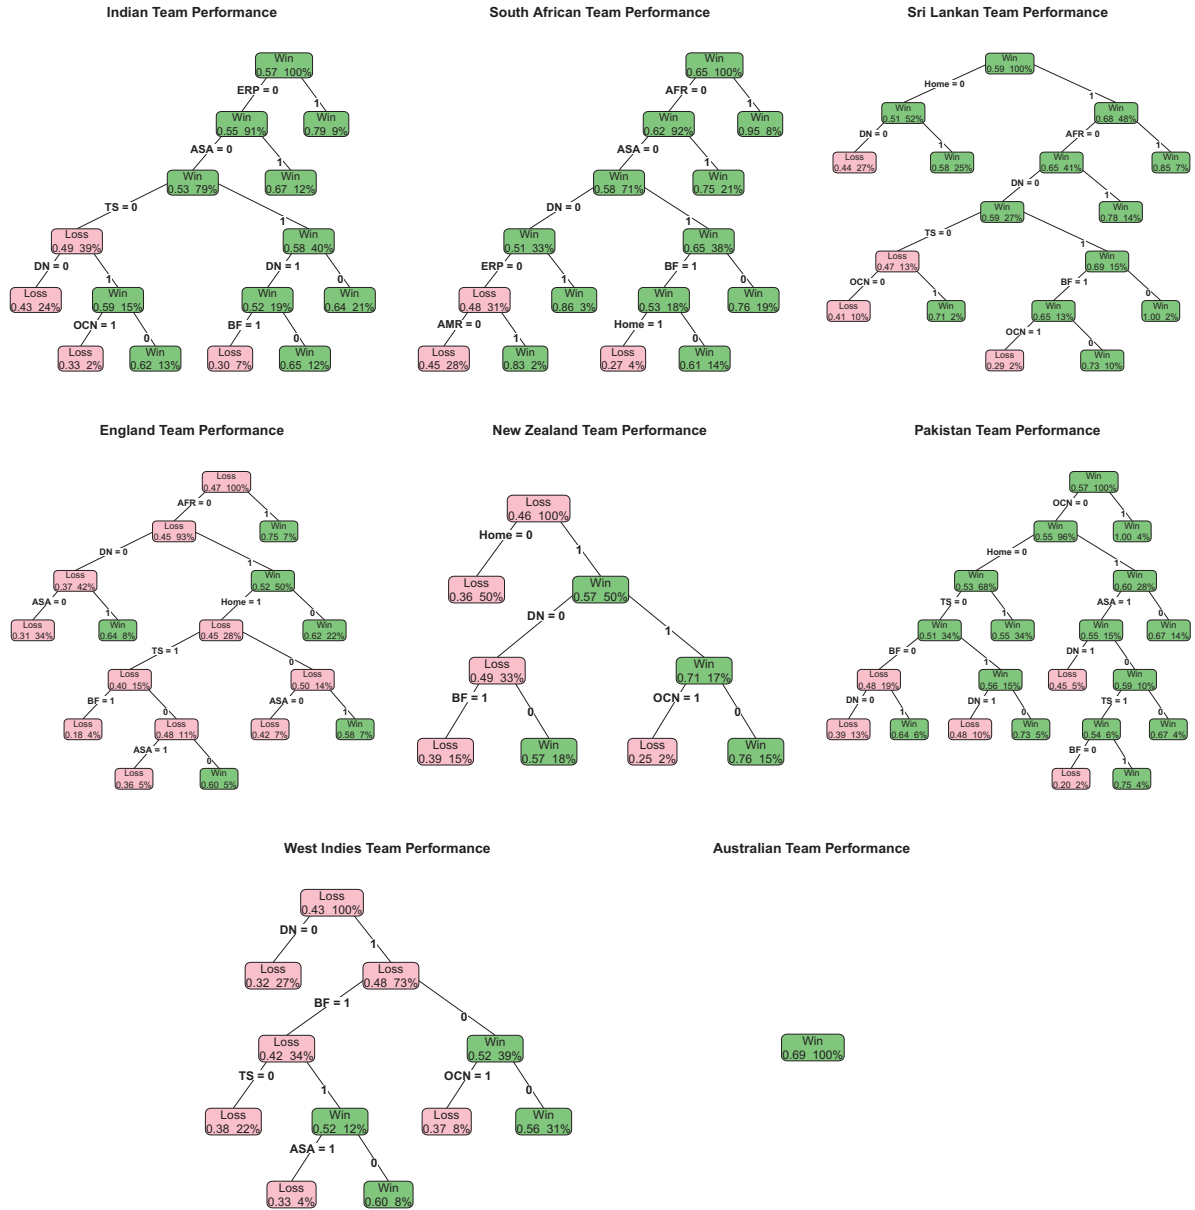 Indian Team Performance
Win
0.57 100%
ERP = 0
1
Win
0.55 91%
Win
0.79 9%
ASA = 0
1
Win
0.53 79%
Win
0.67 12%
TS = 0
1
Loss
0.49 39%
Win
0.58 40%
DN = 0
1
DN = 1
0
Loss
0.43 24%
Win
0.59 15%
Win
0.52 19%
Win
0.64 21%
OCN = 1
0
BF = 1
0
Loss
0.33 2%
Win
0.62 13%
Loss
0.30 7%
Win
0.65 12%
South African Team Performance
Win
0.65 100%
AFR = 0
1
Win
0.62 92%
Win
0.95 8%
ASA = 0
1
Win
0.58 71%
Win
0.75 21%
DN = 0
1
Win
0.51 33%
Win
0.65 38%
ERP = 0
1
BF = 1
0
Loss
0.48 31%
Win
0.86 3%
Win
0.53 18%
Win
0.76 19%
AMR = 0
1
Home = 1
0
Loss
0.45 28%
Win
0.83 2%
Loss
0.27 4%
Win
0.61 14%
Sri Lankan Team Performance
Win
0.59 100%
Home = 0
1
Win
0.51 52%
Win
0.68 48%
DN = 0
1
AFR = 0
1
Loss
0.44 27%
Win
0.58 25%
Win
0.65 41%
Win
0.85 7%
DN = 0
1
Win
0.59 27%
Win
0.78 14%
TS = 0
1
Loss
0.47 13%
Win
0.69 15%
OCN = 0
1
BF = 1
0
Loss
0.41 10%
Win
0.71 2%
Win
0.65 13%
Win
1.00 2%
OCN = 1
0
Loss
0.29 2%
Win
0.73 10%
England Team Performance
Loss
0.47 100%
AFR = 0
1
Loss
0.45 93%
Win
0.75 7%
DN = 0
1
Loss
0.37 42%
Win
0.52 50%
ASA = 0
1
Home = 1
0
Loss
0.31 34%
Win
0.64 8%
Loss
0.45 28%
Win
0.62 22%
TS = 1
0
Loss
0.40 15%
Loss
0.50 14%
BF = 1
0
ASA = 0
1
Loss
0.18 4%
Loss
0.48 11%
Loss
0.42 7%
Win
0.58 7%
ASA = 1
0
Loss
0.36 5%
Win
0.60 5%
New Zealand Team Performance
Loss
0.46 100%
Home = 0
1
Loss
0.36 50%
Win
0.57 50%
DN = 0
1
Loss
0.49 33%
Win
0.71 17%
BF = 1
0
OCN = 1
0
Loss
0.39 15%
Win
0.57 18%
Loss
0.25 2%
Win
0.76 15%
Pakistan Team Performance
Win
0.57 100%
OCN = 0
1
Win
0.55 96%
Win
1.00 4%
Home = 0
1
Win
0.53 68%
Win
0.60 28%
TS = 0
1
ASA = 1
0
Win
0.51 34%
Win
0.55 34%
Win
0.55 15%
Win
0.67 14%
BF = 0
1
DN = 1
0
Loss
0.48 19%
Win
0.56 15%
Loss
0.45 5%
Win
0.59 10%
DN = 0
1
DN = 1
0
TS = 1
0
Loss
0.39 13%
Win
0.64 6%
Loss
0.48 10%
Win
0.73 5%
Win
0.54 6%
Win
0.67 4%
BF = 0
1
Loss
0.20 2%
Win
0.75 4%
West Indies Team Performance
Loss
0.43 100%
DN = 0
1
Loss
0.32 27%
Loss
0.48 73%
BF = 1
0
Loss
0.42 34%
Win
0.52 39%
TS = 0
1
OCN = 1
0
Loss
0.38 22%
Win
0.52 12%
Loss
0.37 8%
Win
0.56 31%
ASA = 1
0
Loss
0.33 4%
Win
0.60 8%
Australian Team Performance
Win
0.69 100%